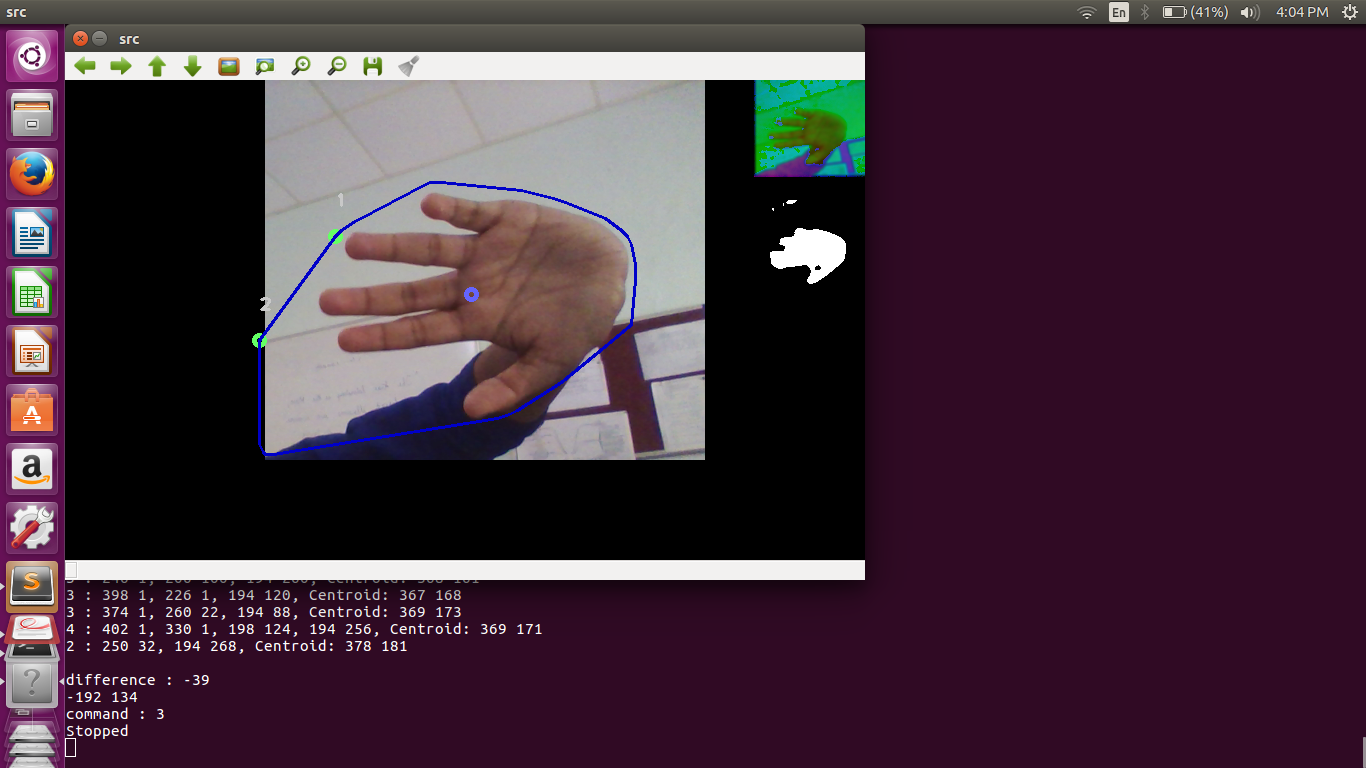 src
En
(41%)
4:04 PM
src
1
2
3 : 398 1, 226 1, 194 120, Centroid: 367 168
3 : 374 1, 260 22, 194 88, Centroid: 369 173
4 : 402 1, 330 1, 198 124, 194 256, Centroid: 369 171
2 : 250 32, 194 268, Centroid: 378 181
difference : -39
-192 134
command : 3
Stopped